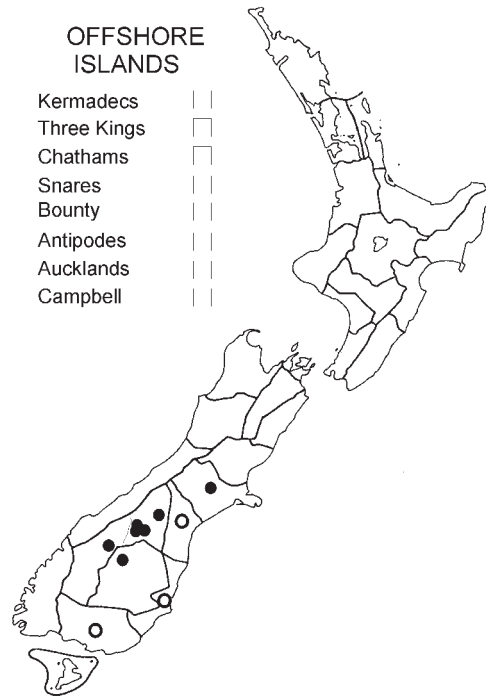 OFFSHORE
ISLANDS
Kermadecs
Three Kings
Chathams
Snares
Bounty
Antipodes
Aucklands
Campbell